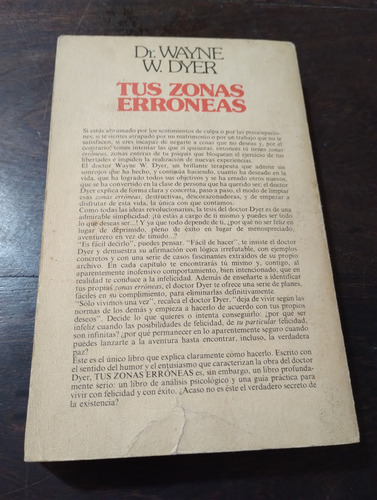 Dr. WAYNE
W. DYER
TUS ZONAS
ERRONEAS
Si estás abrumado por los sentimientos de culpa o por las preocupacio-
nes; si te sientes atrapado por un matrimonio o por un trabajo que no te
satisfacen, si eres incapaz de negarte a cosas que no deseas y, por el
contrario, temes intentar las que sí quisieras, entonces tú tienes zonas
erróneas, zonas enteras de tu psiquis que bloquean el ejercicio de tus
libertades e impiden la realización de nuevas experiencias.
El doctor Wayne W. Dyer, un brillante terapeuta que admite sin
sonrojos que ha hecho, y continúa haciendo, cuanto ha deseado en la
vida, que ha logrado todos sus objetivos y se ha creado otros nuevos,
que se ha convertido en la clase de persona que ha querido ser; el doctor
Dyer explica de forma clara y concreta, paso a paso, el modo de limpiar
esas zonas erróneas, destructivas, descorazonadoras, y de empezar a
disfrutar de esta vida, la única con que contamos.
Como todas las ideas revolucionarias, la tesis del doctor Dyer es de una
admirable simplicidad: ¡tú estás a cargo de ti mismo y puedes ser todo
lo que deseas ser...! Y ya que todo depende de ti, ¿por qué no ser feliz en
lugar de deprimido, pleno de éxito en lugar de menospreciado,
aventurero en vez de tímido...?
"Es fácil decirlo", puedes pensar. "Fácil de hacer", te insiste el doctor
Dyer y demuestra su afirmación con lógica irrefutable, con ejemplos
concretos y con una serie de casos fascinantes extraídos de su propio
archivo. En cada capítulo te encontrarás tú mismo y, contigo, al
aparentemente inofensivo comportamiento, bien intencionado, que en
realidad te conduce a la infelicidad. Además de enseñarte a identificar
tus propias zonas erróneas, el doctor Dyer te ofrece una serie de planes,
fáciles en su cumplimiento, para eliminarlas definitivamente.
"Sólo vivimos una vez", recalca el doctor Dyer, "deja de vivir según las
normas de los demás y empieza a hacerlo de acuerdo con tus propios
deseos". Decide lo que quieres e intenta conseguirlo: ¿por qué ser
infeliz cuando las posibilidades de felicidad, de tu particular felicidad,
son infinitas? ¿por qué permanecer en lo aparentemente seguro cuando
puedes lanzarte a la aventura hasta encontrar, incluso, la verdadera
paz?
Éste es el único libro que explica claramente cómo hacerlo. Escrito con
el sentido del humor y el entusiasmo que caracterizan la obra del doctor
Dyer, TUS ZONAS ERRÓNEAS es, sin embargo, un libro profunda-
mente serio: un libro de análisis psicológico y una guía práctica para
vivir con felicidad y con éxito. ¿Acaso no es éste el verdadero secreto de
la existencia?